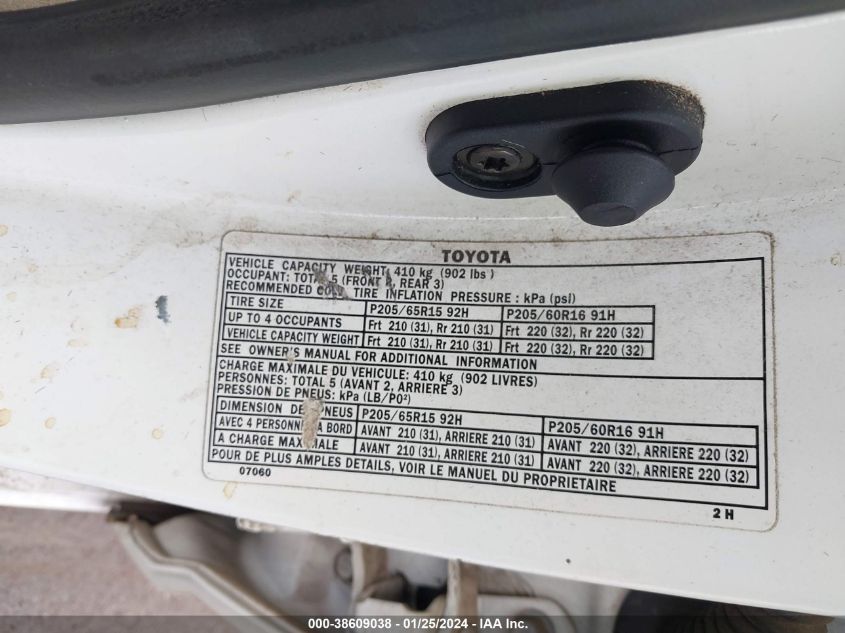 TOYOTA
VEHICLE CAPACITY WEIGHT: 410 kg (902 lbs)
OCCUPANT: TOTAL 5 (FRONT 2, REAR 3)
RECOMMENDED COLD TIRE INFLATION PRESSURE : kPa (psi)
TIRE SIZE P205/65R15 92H P205/60R16 91H
UP TO 4 OCCUPANTS Frt 210 (31), Rr 210 (31) Frt 220 (32), Rr 220 (32)
VEHICLE CAPACITY WEIGHT Frt 210 (31), Rr 210 (31) Frt 220 (32), Rr 220 (32)
SEE OWNER'S MANUAL FOR ADDITIONAL INFORMATION
CHARGE MAXIMALE DU VEHICULE: 410 kg (902 LIVRES)
PERSONNES: TOTAL 5 (AVANT 2, ARRIERE 3)
PRESSION DE PNEUS: kPa (LB/PO²)
DIMENSION DE PNEUS P205/65R15 92H P205/60R16 91H
AVEC 4 PERSONNES A BORD AVANT 210 (31), ARRIERE 210 (31) AVANT 220 (32), ARRIERE 220 (32)
A CHARGE MAXIMALE AVANT 210 (31), ARRIERE 210 (31) AVANT 220 (32), ARRIERE 220 (32)
POUR DE PLUS AMPLES DETAILS, VOIR LE MANUEL DU PROPRIETAIRE
07060
2 H
000-38609038 - 01/25/2024 - IAA Inc.